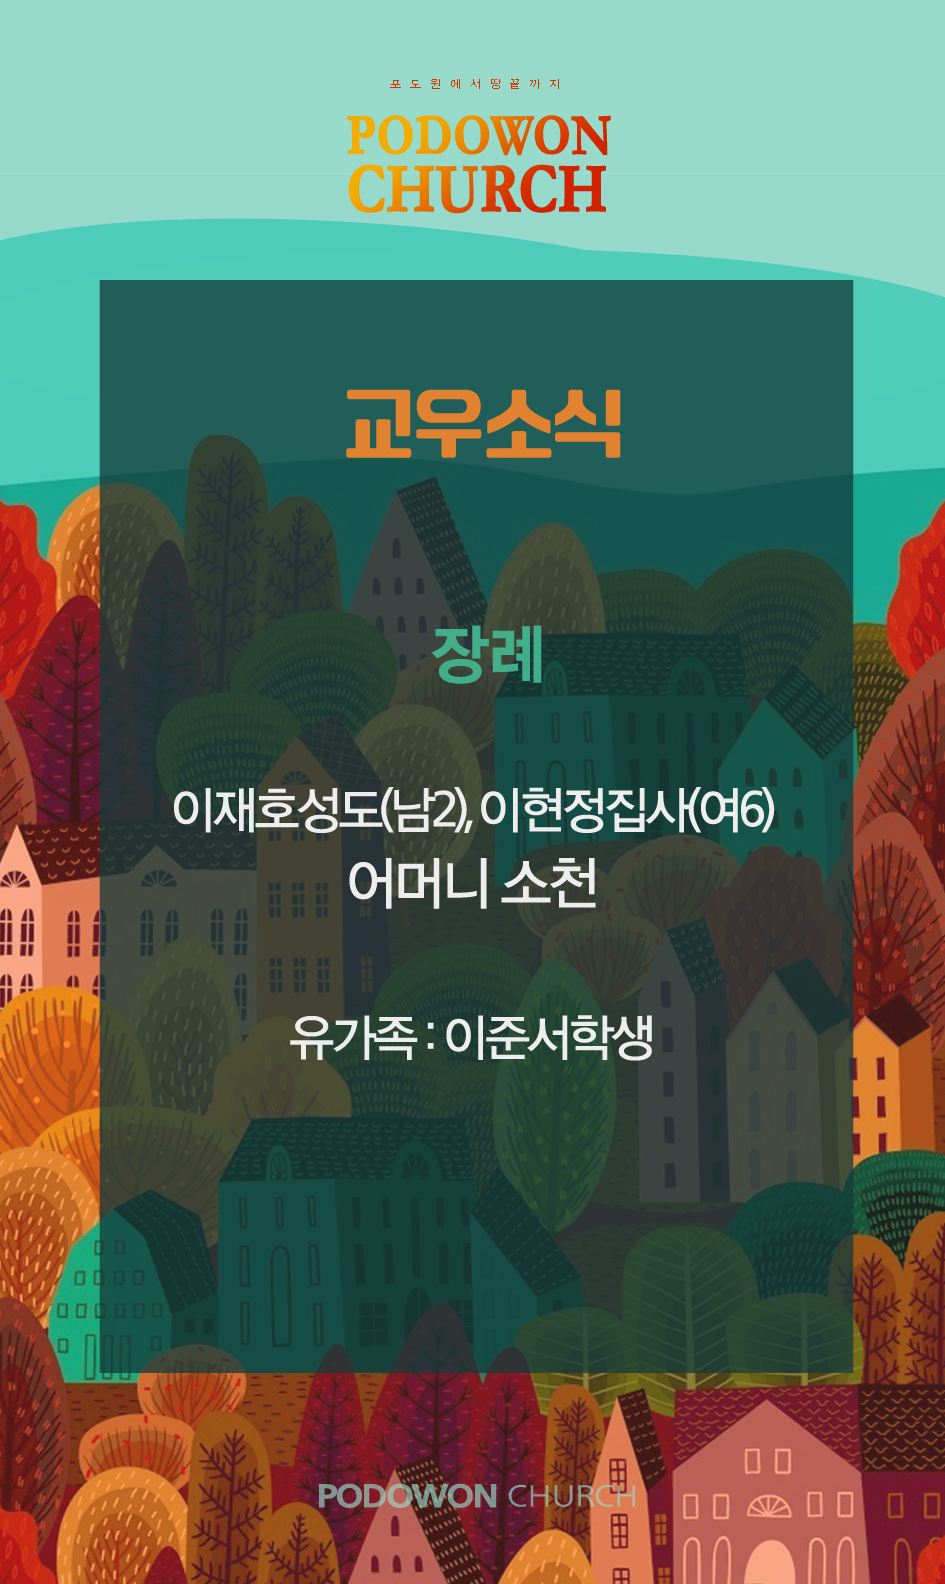 포도원에서땅끝까지
PODOWON
CHURCH
교우소식
장례
이재호성도(남2), 이현정집사(여6)
어머니 소천
유가족 : 이준서학생
PODOWON CHURCH